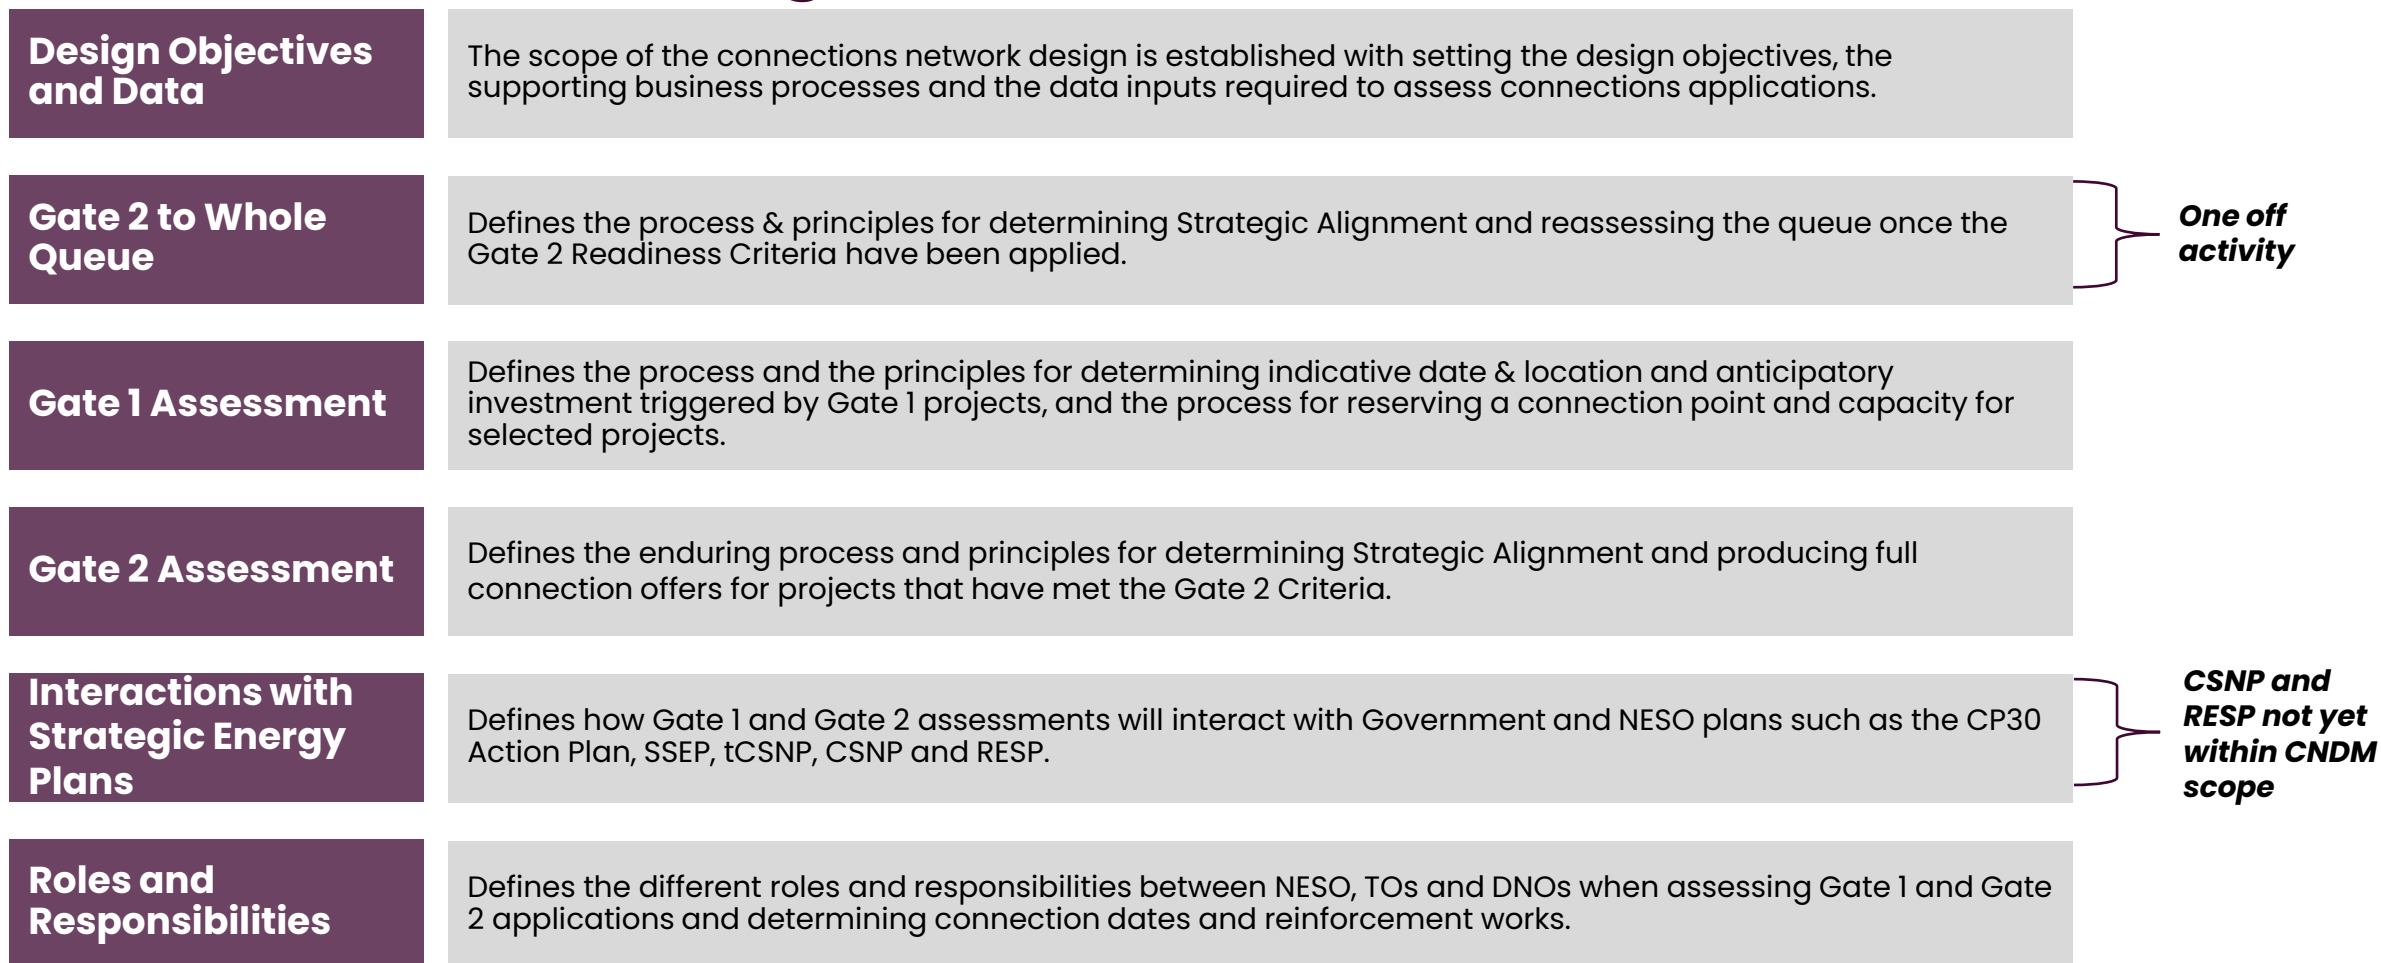 Design Objectives
and Data
The scope of the connections network design is established with setting the design objectives, the
supporting business processes and the data inputs required to assess connections applications.
Gate 2 to Whole
Queue
Defines the process & principles for determining Strategic Alignment and reassessing the queue once the
Gate 2 Readiness Criteria have been applied.
One off
activity
Gate 1 Assessment
Defines the process and the principles for determining indicative date & location and anticipatory
investment triggered by Gate 1 projects, and the process for reserving a connection point and capacity for
selected projects.
Gate 2 Assessment
Defines the enduring process and principles for determining Strategic Alignment and producing full
connection offers for projects that have met the Gate 2 Criteria.
Interactions with
Strategic Energy
Plans
Defines how Gate 1 and Gate 2 assessments will interact with Government and NESO plans such as the CP30
Action Plan, SSEP, tCSNP, CSNP and RESP.
CSNP and
RESP not yet
within CNDM
scope
Roles and
Responsibilities
Defines the different roles and responsibilities between NESO, TOs and DNOs when assessing Gate 1 and Gate
2 applications and determining connection dates and reinforcement works.